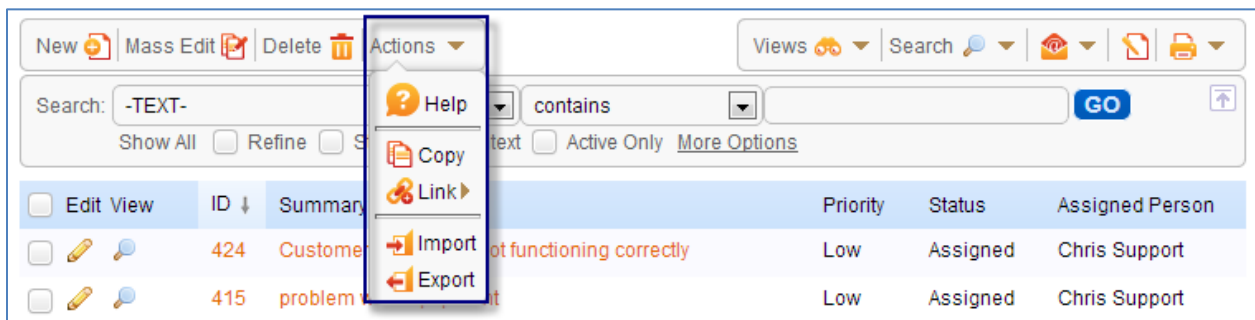 New Mass Edit Delete Actions Views Search
Search: -TEXT- Help contains GO
Show All Refine text Active Only More Options
Copy
Link
Edit View ID Summary Priority Status Assigned Person
Import
424 ot functioning correctly Low Assigned Chris Support
Export
415 problem Low Assigned Chris Support